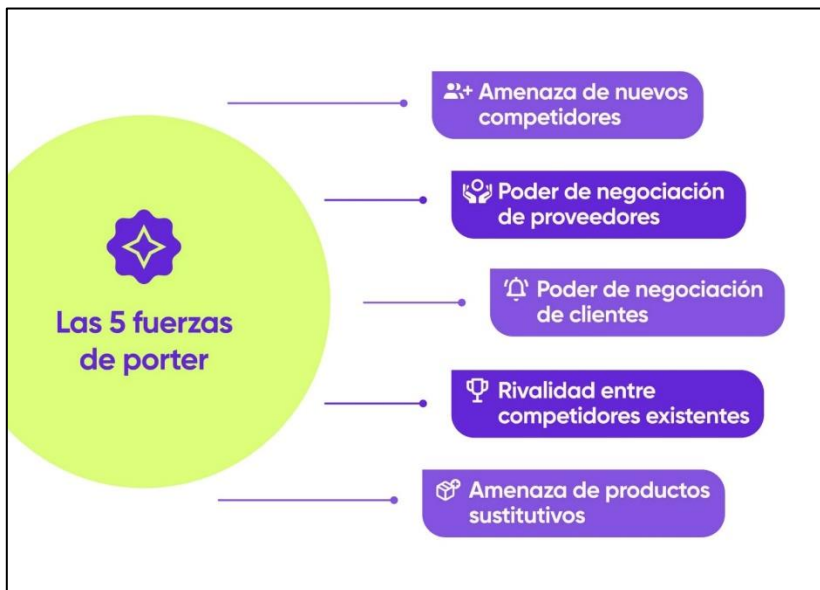 Las 5 fuerzas
de porter
Amenaza de nuevos
competidores
Poder de negociación
de proveedores
Poder de negociación
de clientes
Rivalidad entre
competidores existentes
Amenaza de productos
sustitutivos